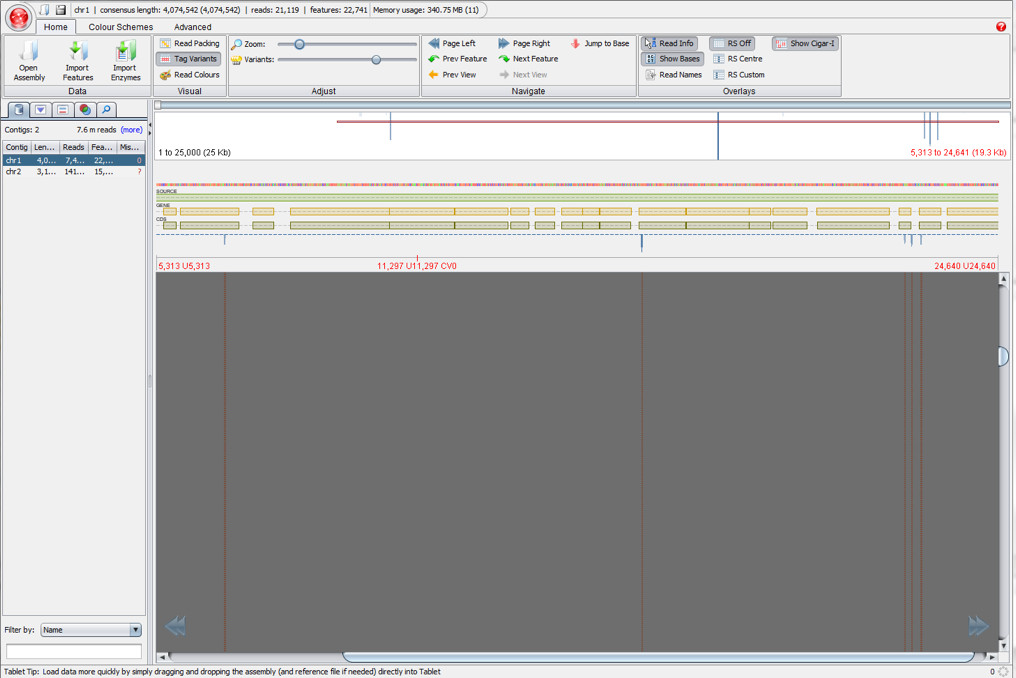 chr1 | consensus length: 4,074,542 (4,074,542) | reads: 21,119 | features: 22,741 Memory usage: 340.75 MB (11)
Home Colour Schemes Advanced
Open Assembly
Import Features
Import Enzymes
Data
Read Packing
Tag Variants
Read Colours
Visual
Zoom:
Variants:
Adjust
Page Left Page Right Jump to Base
Prev Feature Next Feature
Prev View Next View
Navigate
Read Info RS Off Show Cigar-I
Show Bases RS Centre
Read Names RS Custom
Overlays
Contigs: 2 7.6 m reads (more)
Contig Len... Reads Fea... Mis...
chr1 4,0... 7,4... 22,... 0
chr2 3,1... 141... 15,... ?
Filter by: Name
1 to 25,000 (25 Kb) 5,313 to 24,641 (19.3 Kb)
SOURCE
GENE
CDS
5,313 U5,313 11,297 U11,297 CV0 24,640 U24,640
Tablet Tip: Load data more quickly by simply dragging and dropping the assembly (and reference file if needed) directly into Tablet 0